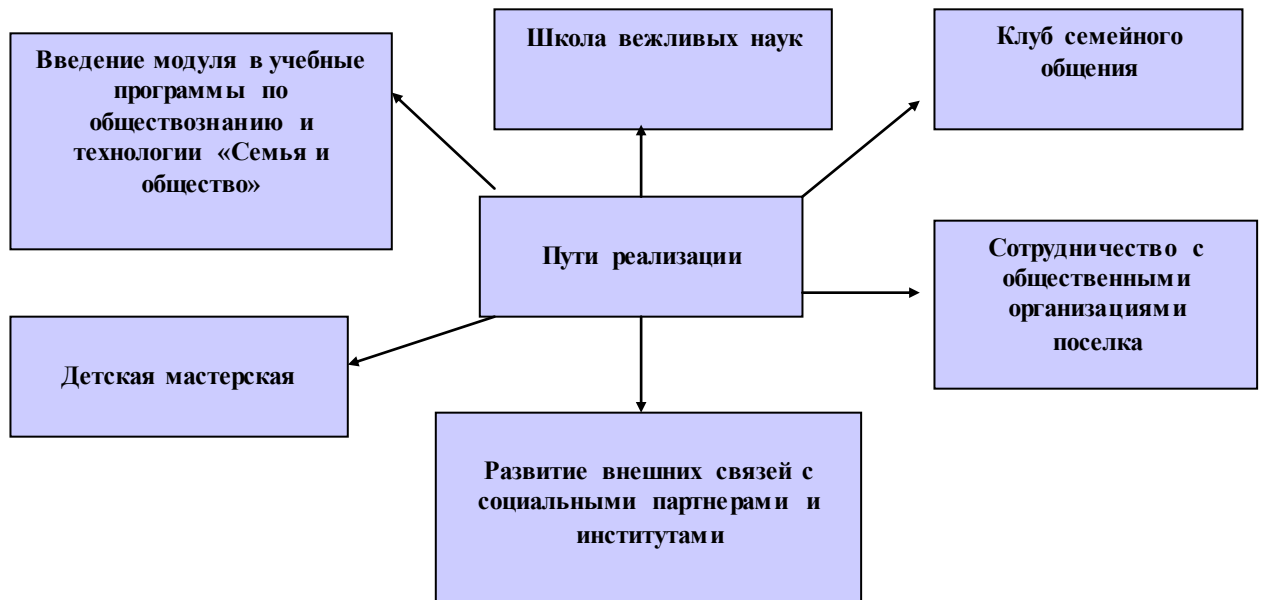 Введение модуля в учебные
программы по
обществознанию и
технологии «Семья и
общество»
Школа вежливых наук
Клуб семейного
общения
Пути реализации
Сотрудничество с
общественными
организациями
поселка
Детская мастерская
Развитие внешних связей с
социальными партнерами и
институтами